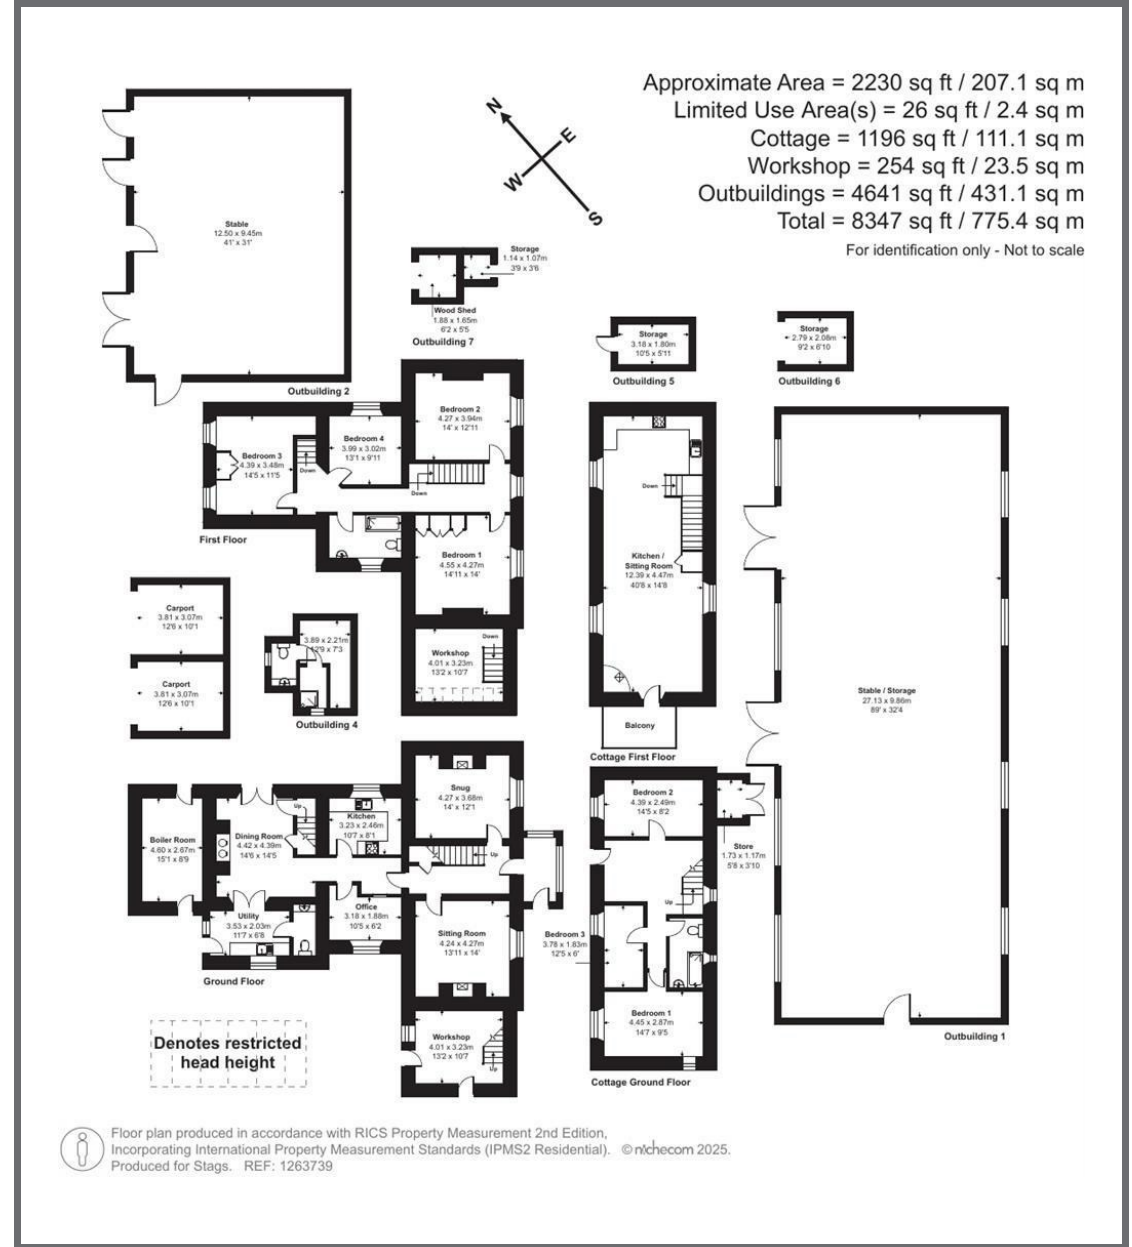 Approximate Area = 2230 sq ft / 207.1 sq m
Limited Use Area(s) = 26 sq ft / 2.4 sq m
Cottage = 1196 sq ft / 111.1 sq m
Workshop = 254 sq ft / 23.5 sq m
Outbuildings = 4641 sq ft / 431.1 sq m
Total = 8347 sq ft / 775.4 sq m
For identification only - Not to scale
N
E
W
S
Stable
12.50 x 9.45m
41' x 31'
Outbuilding 2
Storage
1.14 x 1.07m
3'9 x 3'6
Wood Shed
1.88 x 1.65m
6'2 x 5'5
Outbuilding 7
Storage
3.18 x 1.80m
10'5 x 5'11
Outbuilding 5
Storage
2.79 x 2.08m
9'2 x 6'10
Outbuilding 6
Bedroom 2
4.27 x 3.94m
14' x 12'11
Bedroom 4
3.99 x 3.02m
13'1 x 9'11
Bedroom 3
4.39 x 3.48m
14'5 x 11'5
Down
Down
First Floor
Bedroom 1
4.55 x 4.27m
14'11 x 14'
Down
Workshop
4.01 x 3.23m
13'2 x 10'7
Down
Kitchen /
Sitting Room
12.39 x 4.47m
40'8 x 14'8
Balcony
Cottage First Floor
Carport
3.81 x 3.07m
12'6 x 10'1
Carport
3.81 x 3.07m
12'6 x 10'1
3.89 x 2.21m
12'9 x 7'3
Outbuilding 4
Stable / Storage
27.13 x 9.86m
89' x 32'4
Outbuilding 1
Snug
4.27 x 3.68m
14' x 12'1
Kitchen
3.23 x 2.46m
10'7 x 8'1
Up
Dining Room
4.42 x 4.39m
14'6 x 14'5
Boiler Room
4.60 x 2.67m
15'1 x 8'9
Up
Office
3.18 x 1.88m
10'5 x 6'2
Utility
3.53 x 2.03m
11'7 x 6'8
Sitting Room
4.24 x 4.27m
13'11 x 14'
Ground Floor
Workshop
4.01 x 3.23m
13'2 x 10'7
Up
Bedroom 2
4.39 x 2.49m
14'5 x 8'2
Store
1.73 x 1.17m
5'8 x 3'10
Up
Bedroom 3
3.78 x 1.83m
12'5 x 6'
Bedroom 1
4.45 x 2.87m
14'7 x 9'5
Cottage Ground Floor
Denotes restricted
head height
Floor plan produced in accordance with RICS Property Measurement 2nd Edition,
Incorporating International Property Measurement Standards (IPMS2 Residential). © nichecom 2025.
Produced for Stags. REF: 1263739